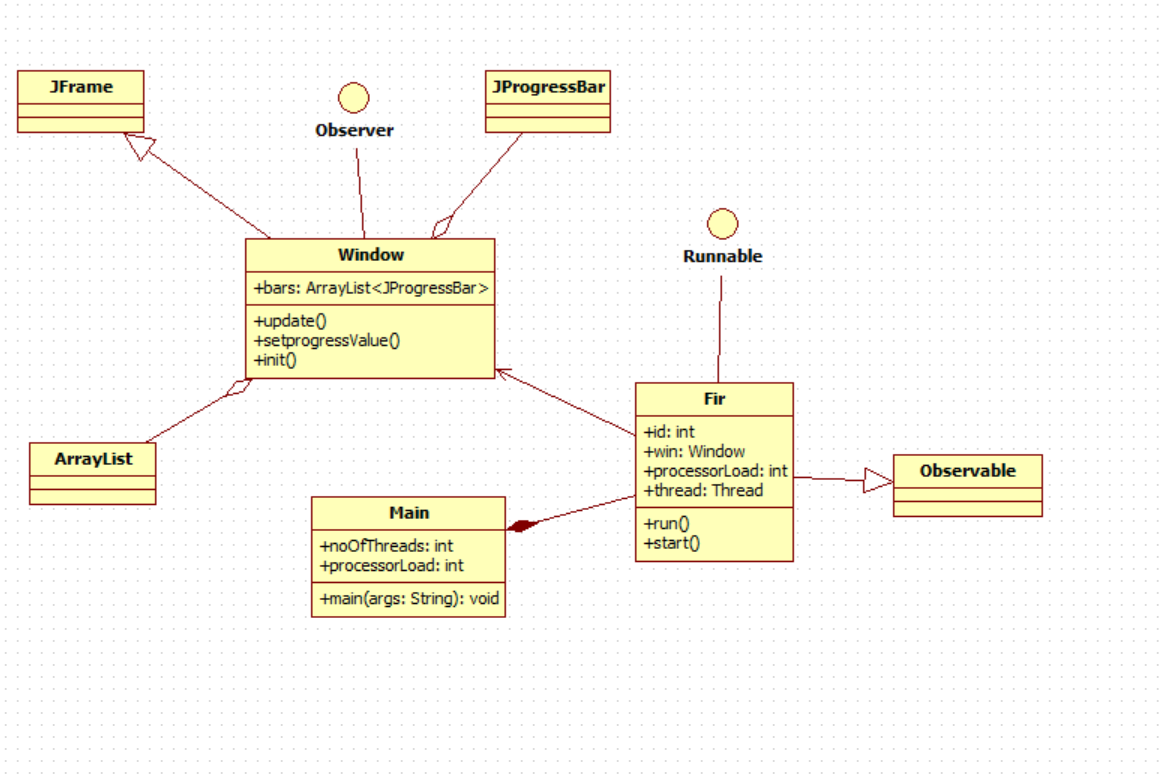 JFrame
Observer
JProgressBar
Window
+bars: ArrayList<JProgressBar>
+update()
+setprogressValue()
+init()
Runnable
ArrayList
Fir
+id: int
+win: Window
+processorLoad: int
+thread: Thread
+run()
+start()
Observable
Main
+noOfThreads: int
+processorLoad: int
+main(args: String): void